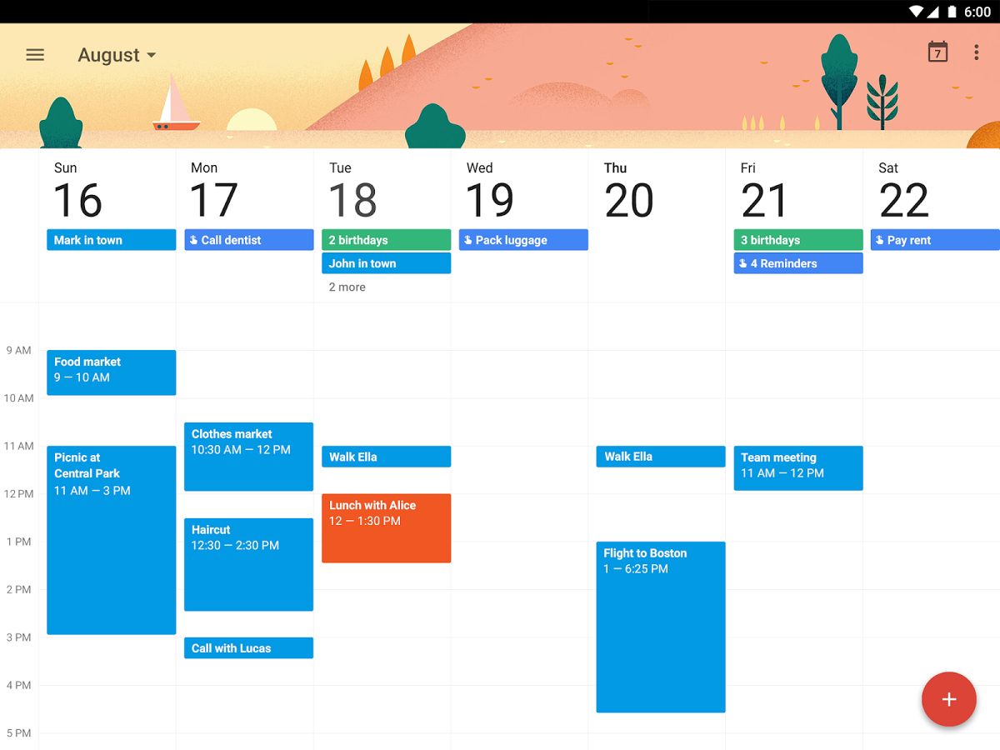 6:00
August
7
Sun
16
Mon
17
Tue
18
Wed
19
Thu
20
Fri
21
Sat
22
Mark in town
Call dentist
2 birthdays
Pack luggage
3 birthdays
Pay rent
John in town
4 Reminders
2 more
9 AM
10 AM
11 AM
12 PM
1 PM
2 PM
3 PM
4 PM
5 PM
Food market
9 — 10 AM
Picnic at
Central Park
11 AM — 3 PM
Clothes market
10:30 AM — 12 PM
Haircut
12:30 — 2:30 PM
Call with Lucas
Walk Ella
Lunch with Alice
12 — 1:30 PM
Walk Ella
Flight to Boston
1 — 6:25 PM
Team meeting
11 AM — 12 PM